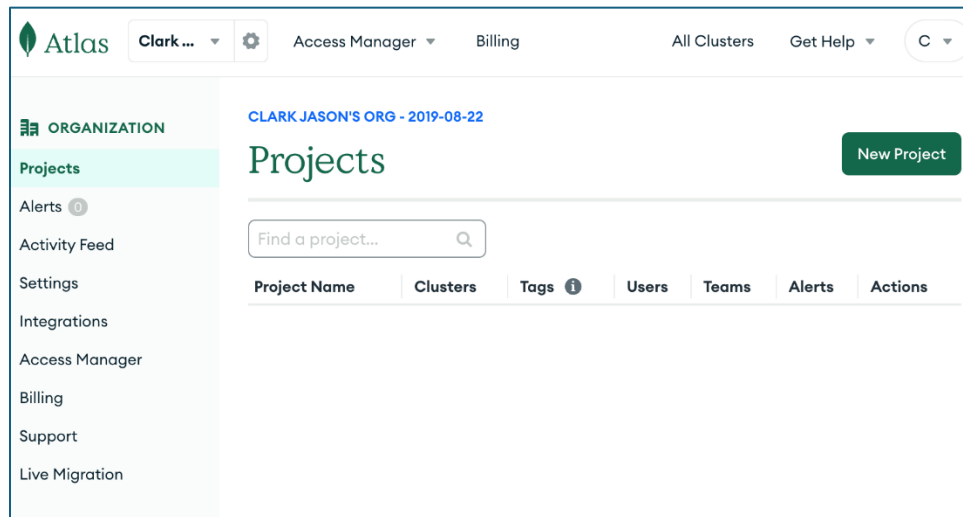 Atlas Clark ... Access Manager Billing All Clusters Get Help C
ORGANIZATION
Projects
Alerts 0
Activity Feed
Settings
Integrations
Access Manager
Billing
Support
Live Migration
CLARK JASON'S ORG - 2019-08-22
Projects
New Project
Find a project...
Project Name Clusters Tags i Users Teams Alerts Actions